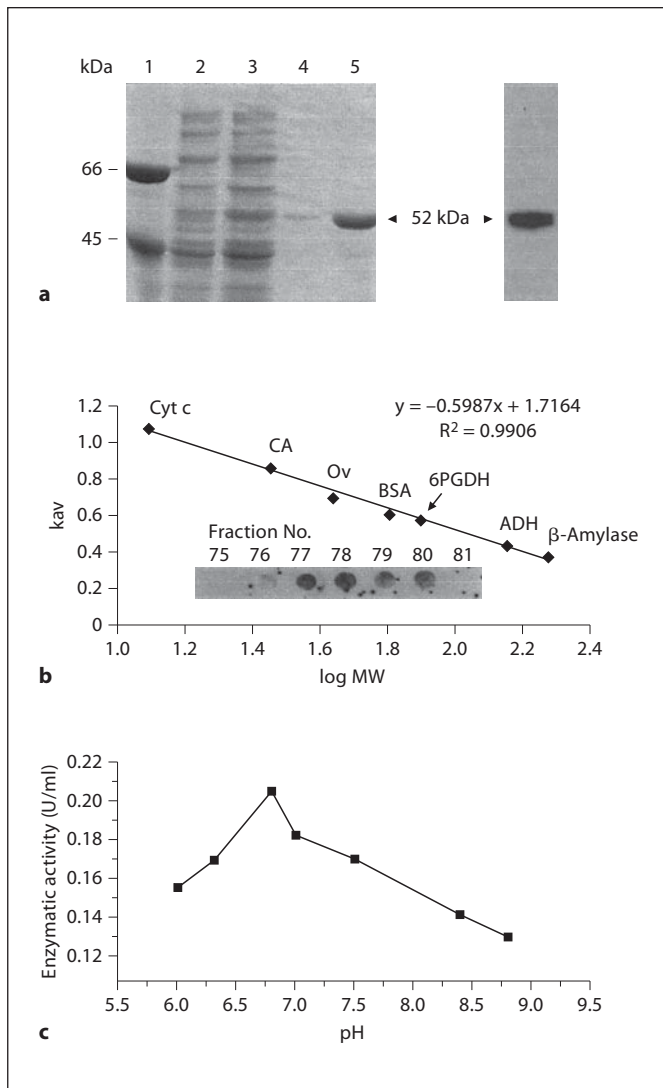 kDa 1 2 3 4 5
66
45
52 kDa
a
y = –0.5987x + 1.7164
R² = 0.9906
Cyt c
CA
Ov
BSA
6PGDH
ADH
β-Amylase
Fraction No.
75 76 77 78 79 80 81
kav
1.2
1.0
0.8
0.6
0.4
0.2
0
1.0 1.2 1.4 1.6 1.8 2.0 2.2 2.4
log MW
b
Enzymatic activity (U/ml)
0.22
0.20
0.18
0.16
0.14
0.12
5.5 6.0 6.5 7.0 7.5 8.0 8.5 9.0 9.5
pH
c